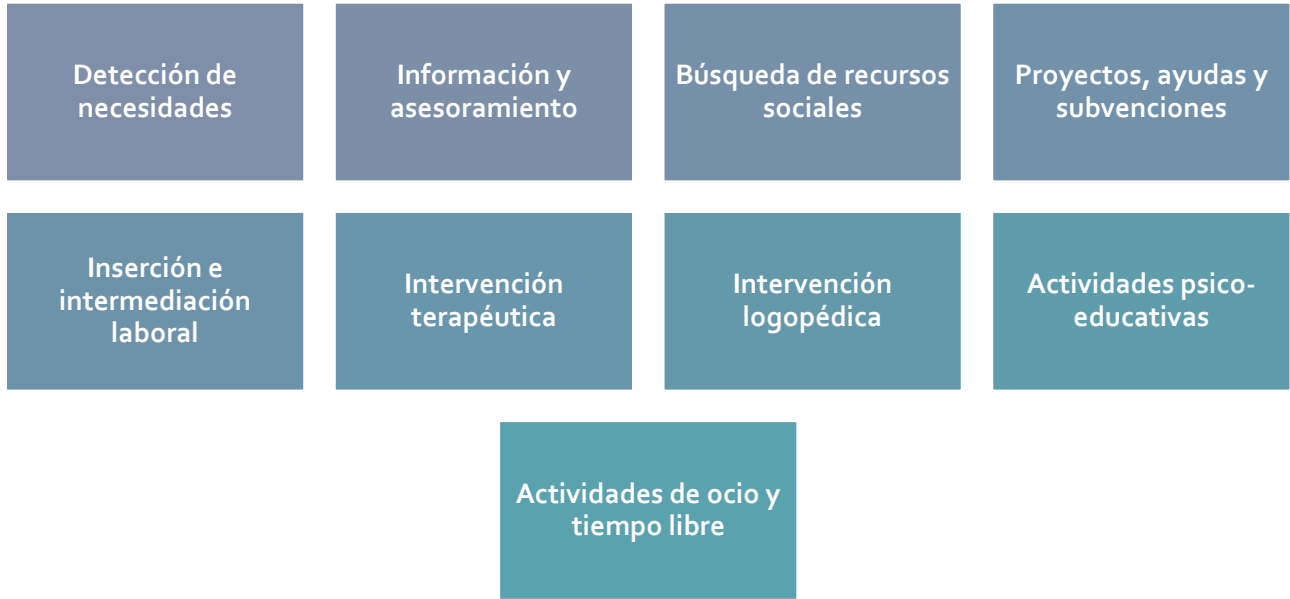 Detección de
necesidades
Información y
asesoramiento
Búsqueda de recursos
sociales
Proyectos, ayudas y
subvenciones
Inserción e
intermediación
laboral
Intervención
terapéutica
Intervención
logopédica
Actividades psico-
educativas
Actividades de ocio y
tiempo libre